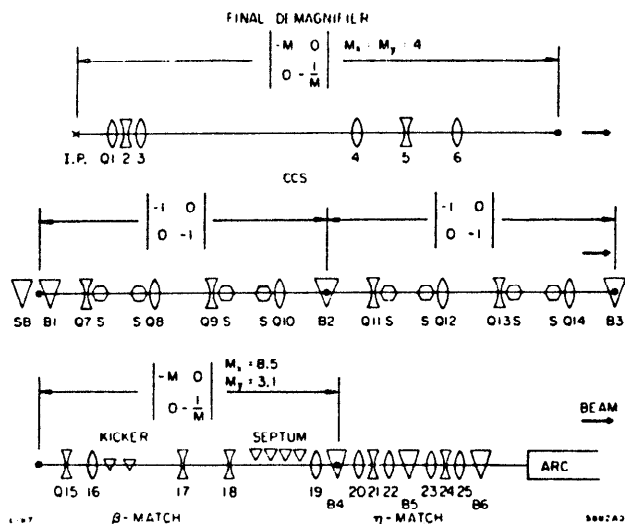 FINAL DEMAGNIFIER
-M 0 Mx = My = 4
0 -1/M
I.P. Q1 2 3 4 5 6
CCS
-1 0 -1 0
0 -1 0 -1
SB B1 Q7 S S Q8 Q9 S S Q10 B2 Q11 S S Q12 Q13 S S Q14 B3
-M 0 Mx = 8.5
0 -1/M My = 3.1
KICKER SEPTUM BEAM
ARC
Q15 16 17 18 19 B4 20 21 22 B5 23 24 25 B6
β-MATCH η-MATCH